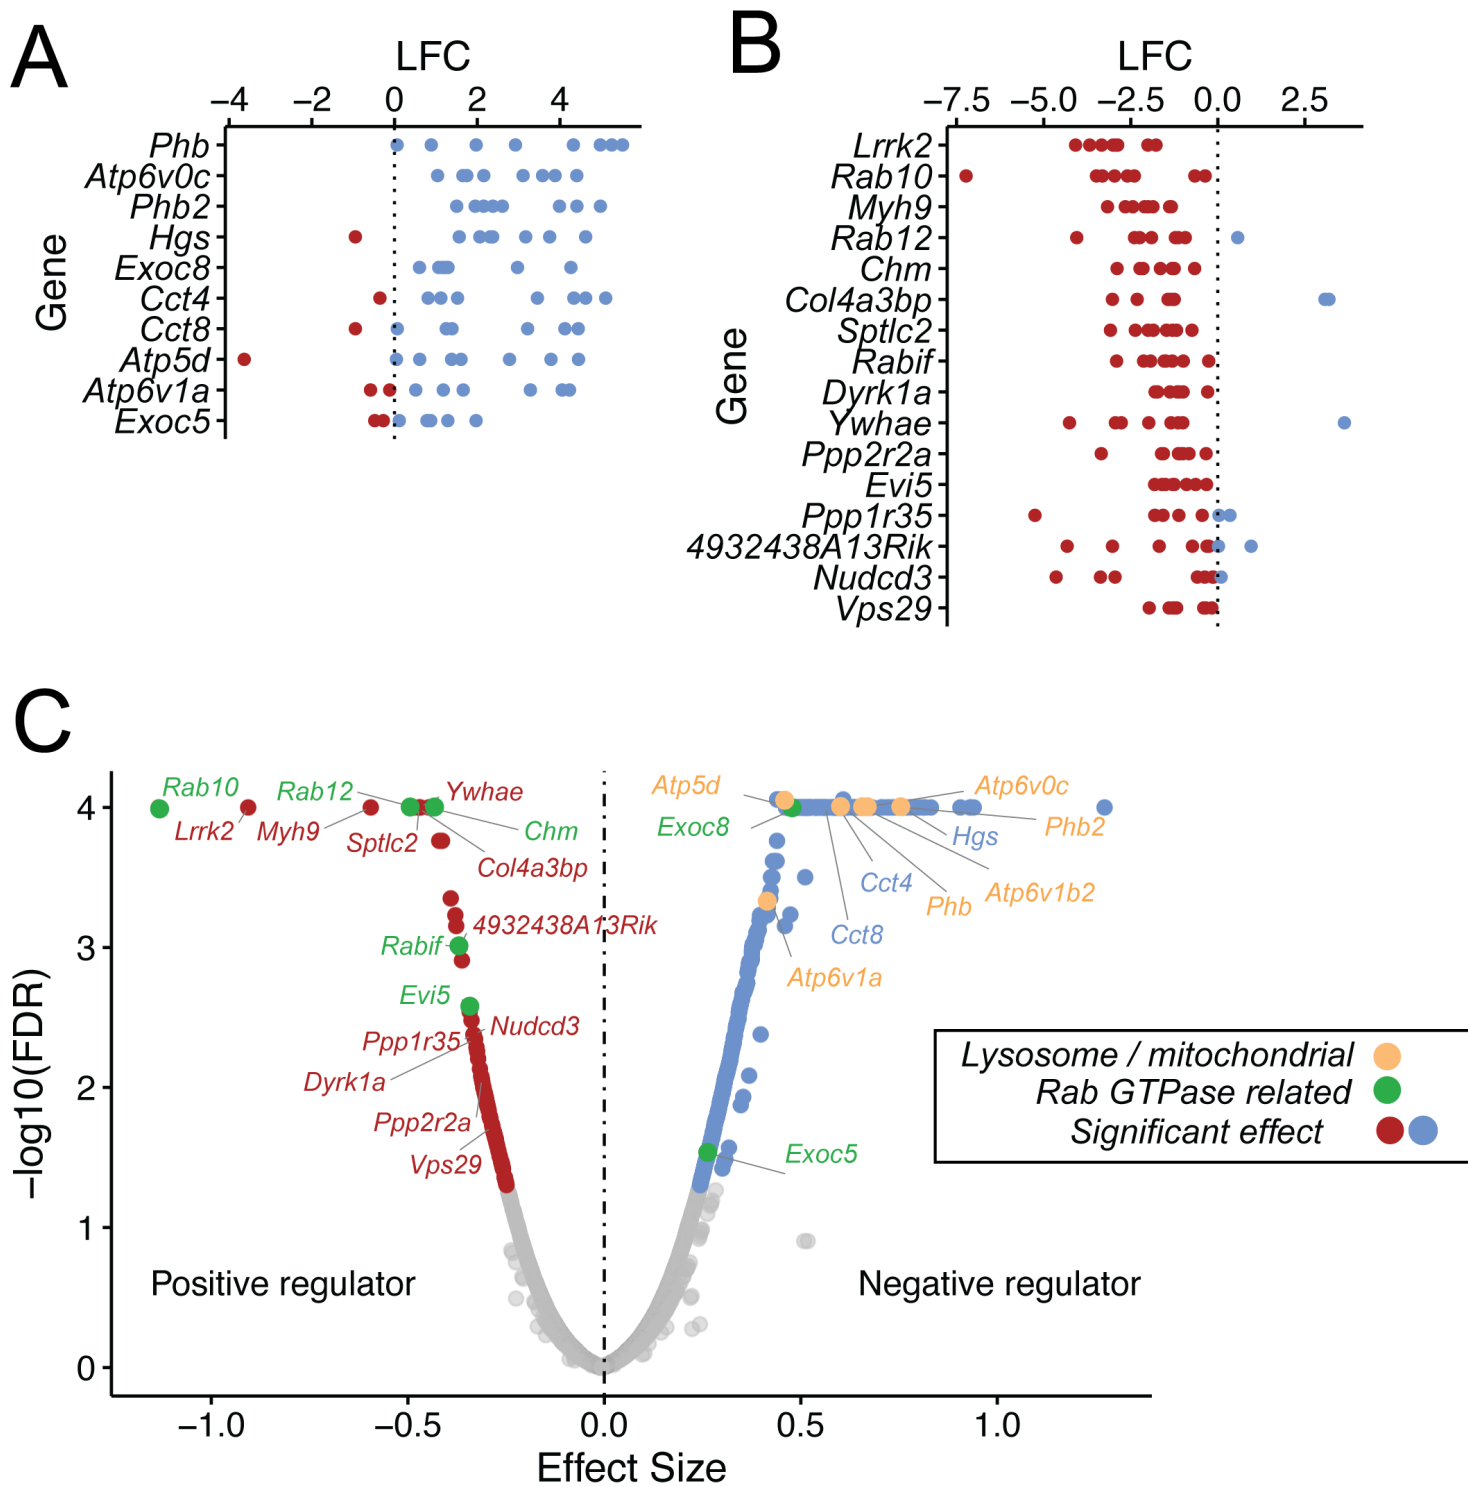 A
LFC
−4 −2 0 2 4
Gene
Phb
Atp6v0c
Phb2
Hgs
Exoc8
Cct4
Cct8
Atp5d
Atp6v1a
Exoc5
B
LFC
−7.5 −5.0 −2.5 0.0 2.5
Gene
Lrrk2
Rab10
Myh9
Rab12
Chm
Col4a3bp
Sptlc2
Rabif
Dyrk1a
Ywhae
Ppp2r2a
Evi5
Ppp1r35
4932438A13Rik
Nudcd3
Vps29
C
−log10(FDR)
4
3
2
1
0
Rab10
Lrrk2
Myh9
Rab12
Sptlc2
Ywhae
Chm
Col4a3bp
4932438A13Rik
Rabif
Evi5
Nudcd3
Ppp1r35
Dyrk1a
Ppp2r2a
Vps29
Atp5d
Exoc8
Atp6v0c
Phb2
Hgs
Cct4
Atp6v1b2
Phb
Cct8
Atp6v1a
Exoc5
Lysosome / mitochondrial
Rab GTPase related
Significant effect
Positive regulator
Negative regulator
−1.0 −0.5 0.0 0.5 1.0
Effect Size